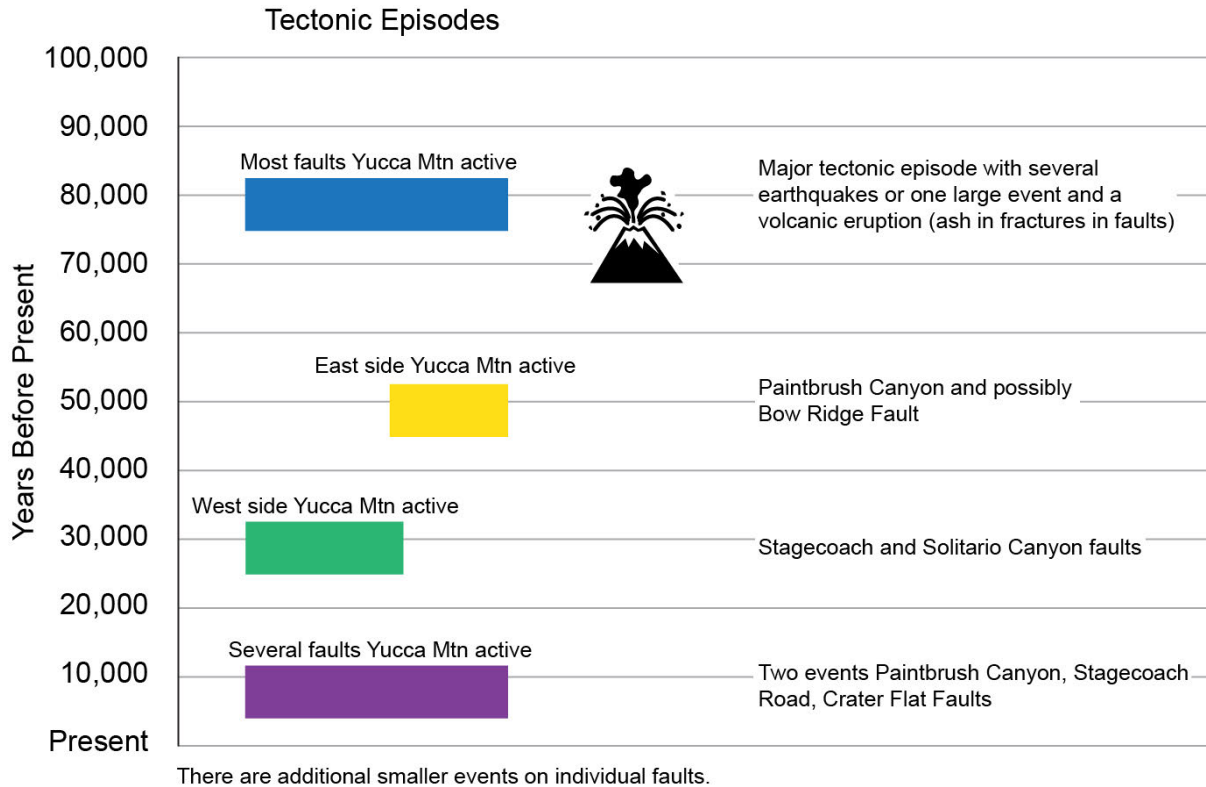 Tectonic Episodes
Years Before Present
100,000
90,000
Most faults Yucca Mtn active
Major tectonic episode with several
earthquakes or one large event and a
volcanic eruption (ash in fractures in faults)
80,000
70,000
60,000
East side Yucca Mtn active
Paintbrush Canyon and possibly
Bow Ridge Fault
50,000
40,000
West side Yucca Mtn active
30,000
Stagecoach and Solitario Canyon faults
20,000
Several faults Yucca Mtn active
10,000
Two events Paintbrush Canyon, Stagecoach
Road, Crater Flat Faults
Present
There are additional smaller events on individual faults.